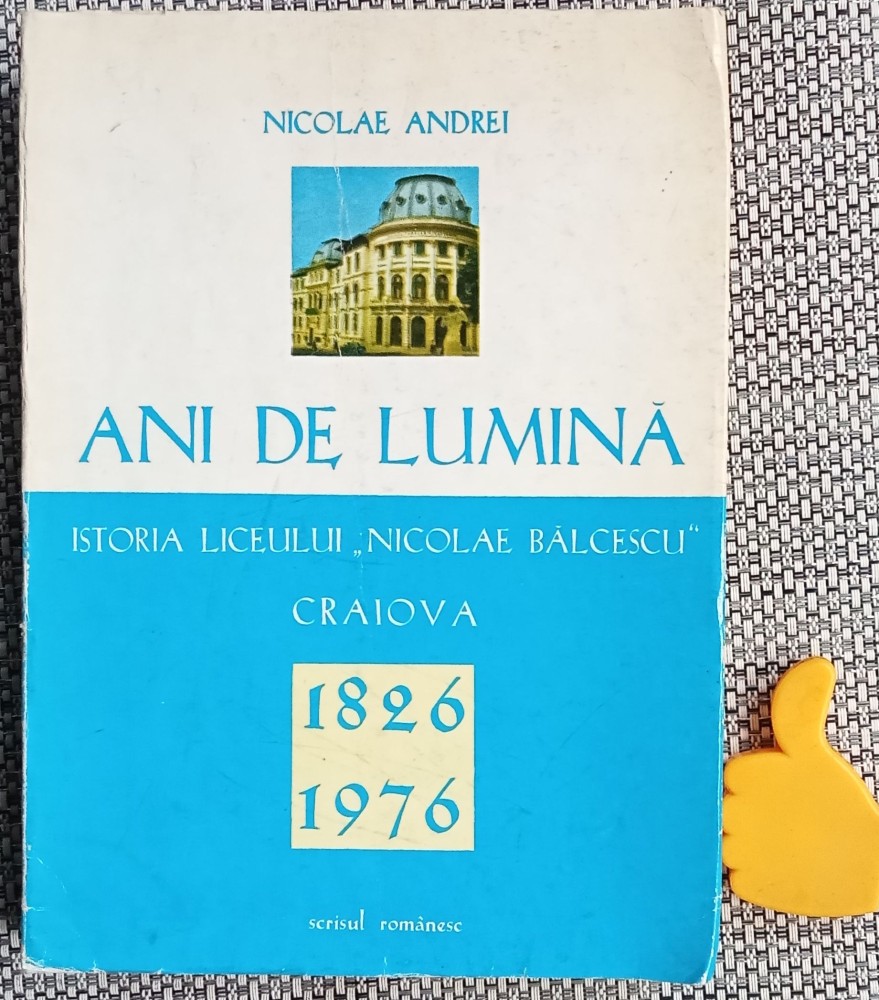 NICOLAE ANDREI
ANI DE LUMINĂ
ISTORIA LICEULUI „NICOLAE BĂLCESCU“
CRAIOVA
1826
1976
scrisul românesc